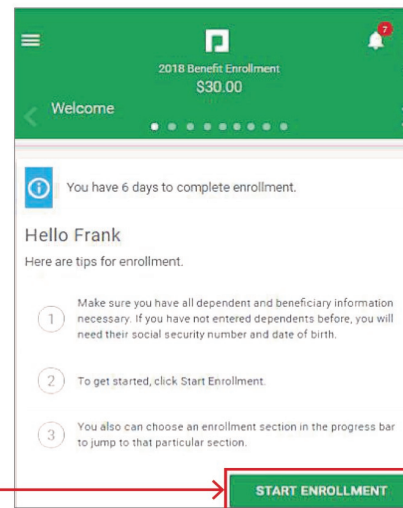 7
2018 Benefit Enrollment
$30.00
Welcome
You have 6 days to complete enrollment.
Hello Frank
Here are tips for enrollment.
1
Make sure you have all dependent and beneficiary information
necessary. If you have not entered dependents before, you will
need their social security number and date of birth.
2
To get started, click Start Enrollment.
3
You also can choose an enrollment section in the progress bar
to jump to that particular section.
START ENROLLMENT